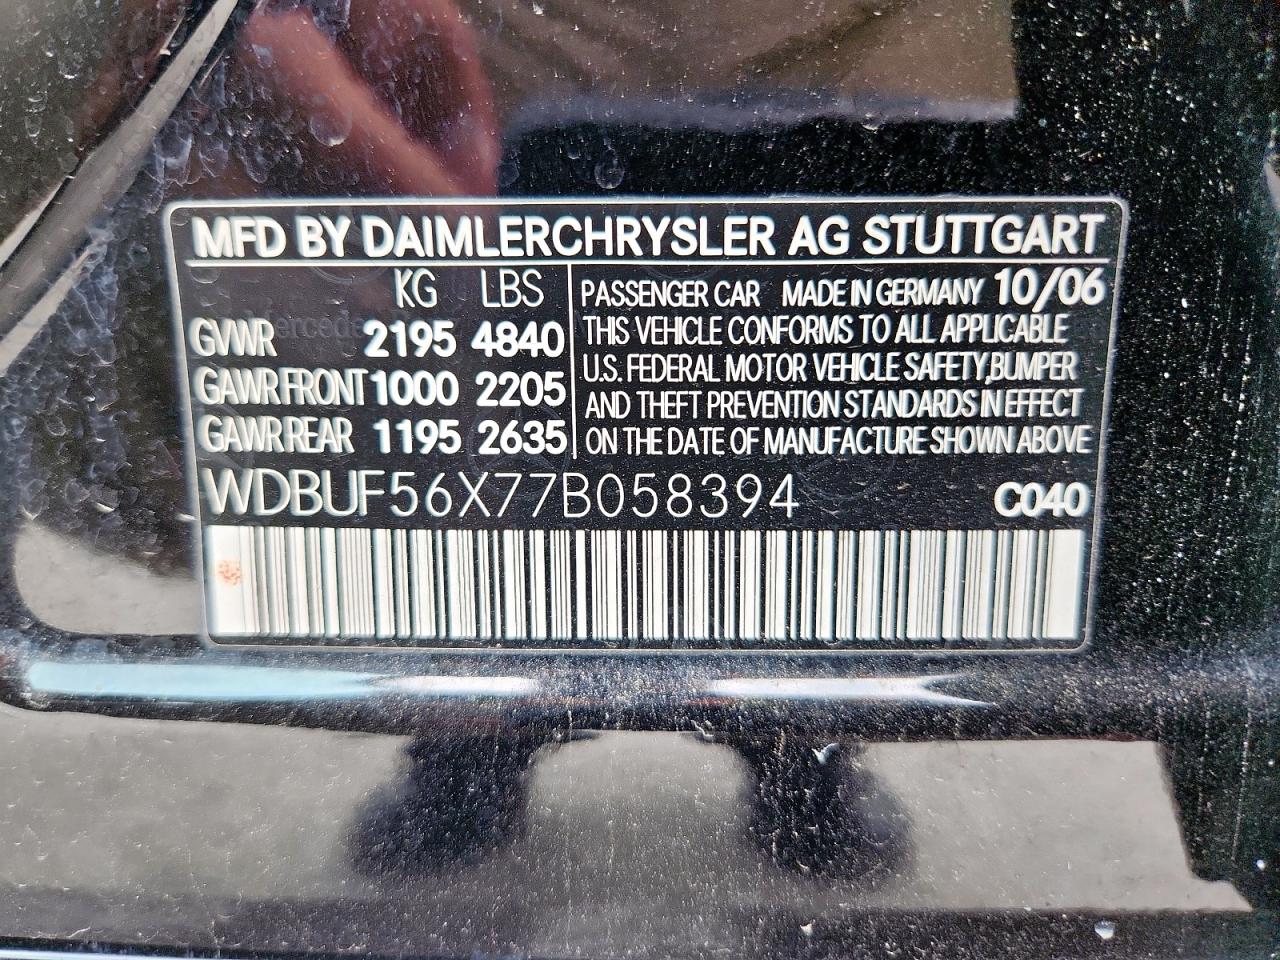 MFD BY DAIMLERCHRYSLER AG STUTTGART
KG LBS
GVWR 2195 4840
GAWR FRONT 1000 2205
GAWR REAR 1195 2635
PASSENGER CAR MADE IN GERMANY 10/06
THIS VEHICLE CONFORMS TO ALL APPLICABLE
U.S. FEDERAL MOTOR VEHICLE SAFETY,BUMPER
AND THEFT PREVENTION STANDARDS IN EFFECT
ON THE DATE OF MANUFACTURE SHOWN ABOVE
WDBUF56X77B058394 C040